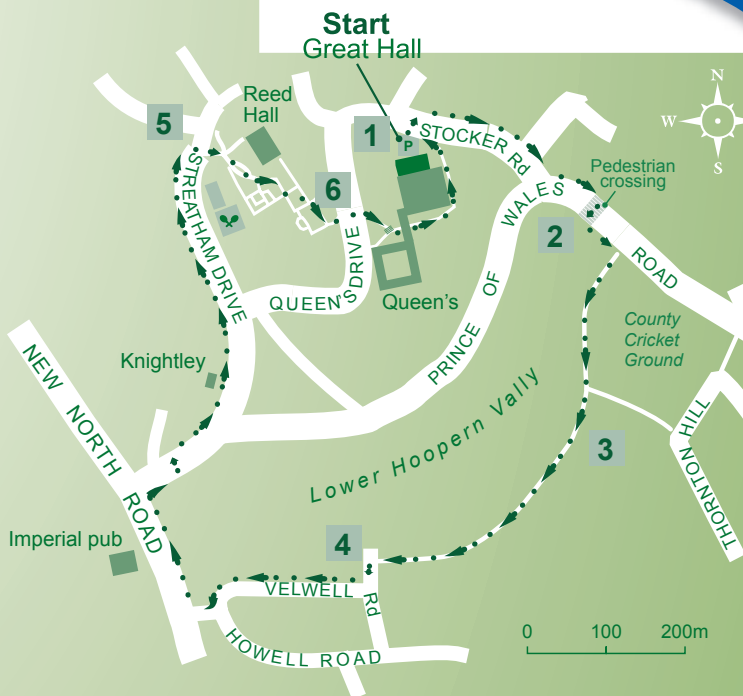 Start
Great Hall
Reed
Hall
5
1
P
STOCKER Rd
N
W
E
S
Pedestrian
crossing
6
2
PRINCE OF WALES ROAD
STREATHAM DRIVE
QUEEN'S DRIVE
Queen's
County
Cricket
Ground
Knightley
NEW NORTH ROAD
Lower Hoopern Vally
THORNTON HILL
3
Imperial pub
4
VELWELL Rd
HOWELL ROAD
0 100 200m